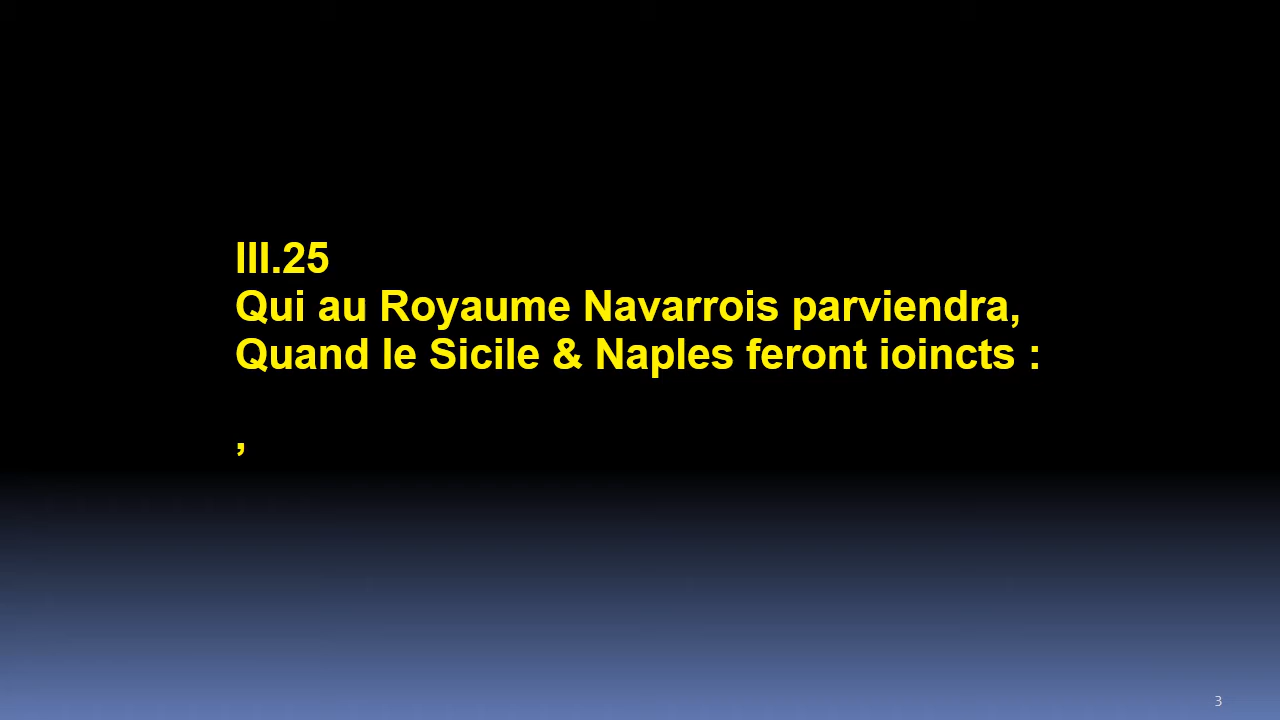 III.25
Qui au Royaume Navarrois parviendra,
Quand le Sicile & Naples feront ioincts :
,
3